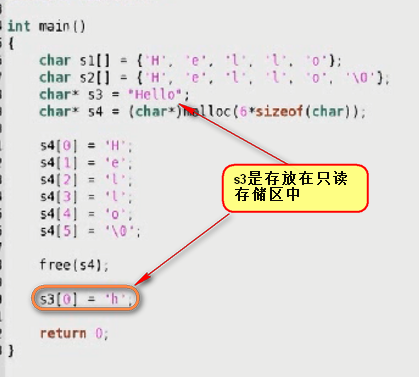 int main()
{
char s1[] = {'H', 'e', 'l', 'l', 'o'};
char s2[] = {'H', 'e', 'l', 'l', 'o', '\0'};
char* s3 = "Hello";
char* s4 = (char*)malloc(6*sizeof(char));
s4[0] = 'H';
s4[1] = 'e';
s4[2] = 'l';
s4[3] = 'l';
s4[4] = 'o';
s4[5] = '\0';
s3是存放在只读
存储区中
free(s4);
s3[0] = 'h';
return 0;
}